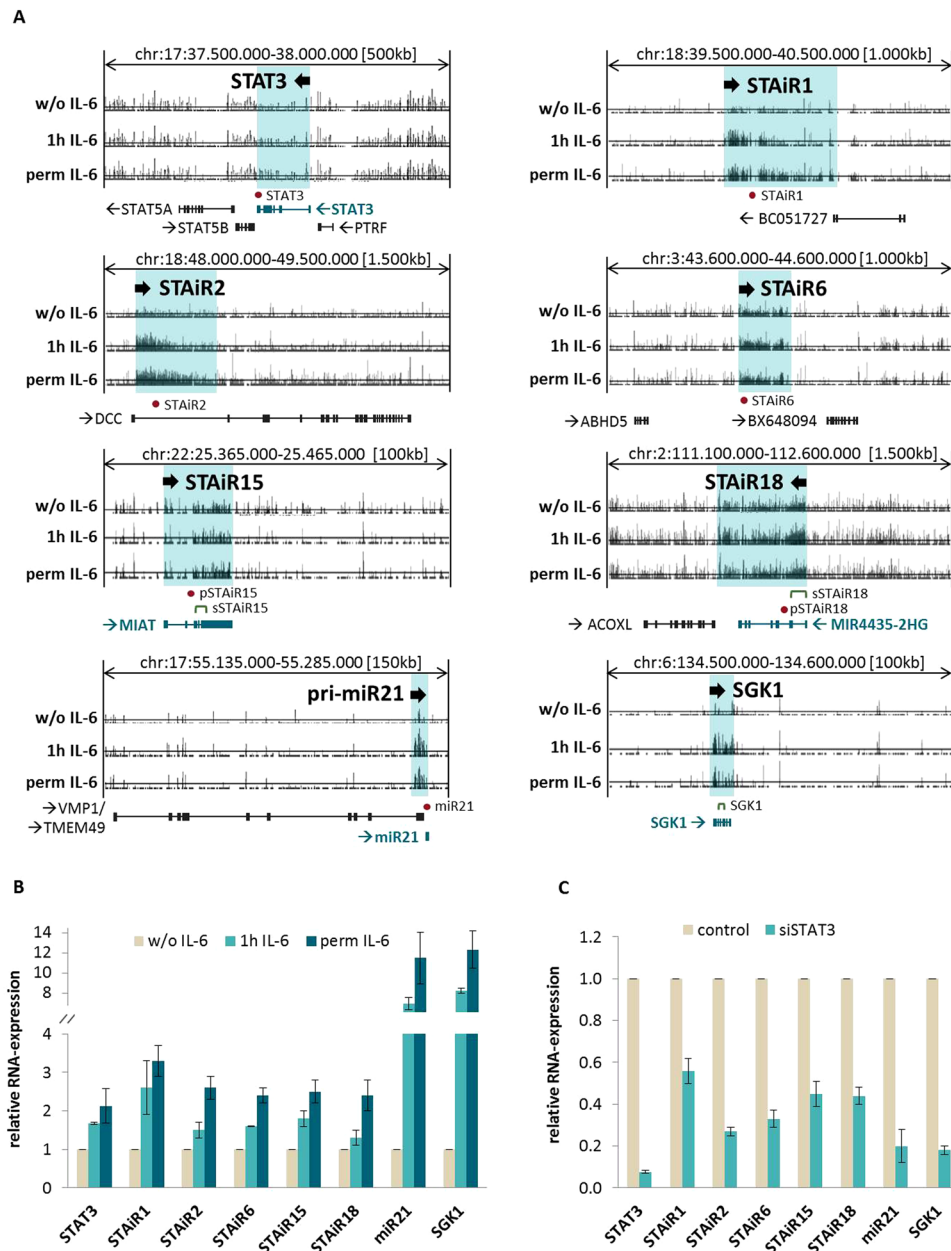 A
chr:17:37.500.000-38.000.000 [500kb]
STAT3
w/o IL-6
1h IL-6
perm IL-6
STAT3
STAT5A
STAT3
STAT5B
PTRF
chr:18:39.500.000-40.500.000 [1.000kb]
STAiR1
w/o IL-6
1h IL-6
perm IL-6
STAiR1
BC051727
chr:18:48.000.000-49.500.000 [1.500kb]
STAiR2
w/o IL-6
1h IL-6
perm IL-6
STAiR2
DCC
chr:3:43.600.000-44.600.000 [1.000kb]
STAiR6
w/o IL-6
1h IL-6
perm IL-6
STAiR6
ABHD5
BX648094
chr:22:25.365.000-25.465.000 [100kb]
STAiR15
w/o IL-6
1h IL-6
perm IL-6
pSTAiR15
sSTAiR15
MIAT
chr:2:111.100.000-112.600.000 [1.500kb]
STAiR18
w/o IL-6
1h IL-6
perm IL-6
sSTAiR18
pSTAiR18
ACOXL
MIR4435-2HG
chr:17:55.135.000-55.285.000 [150kb]
pri-miR21
w/o IL-6
1h IL-6
perm IL-6
VMP1/
TMEM49
miR21
miR21
chr:6:134.500.000-134.600.000 [100kb]
SGK1
w/o IL-6
1h IL-6
perm IL-6
SGK1
SGK1
B
w/o IL-6 1h IL-6 perm IL-6
relative RNA-expression
14
12
10
8
//
4
3
2
1
0
STAT3
STAiR1
STAiR2
STAiR6
STAiR15
STAiR18
miR21
SGK1
C
control siSTAT3
relative RNA-expression
1.2
1.0
0.8
0.6
0.4
0.2
0.0
STAT3
STAiR1
STAiR2
STAiR6
STAiR15
STAiR18
miR21
SGK1